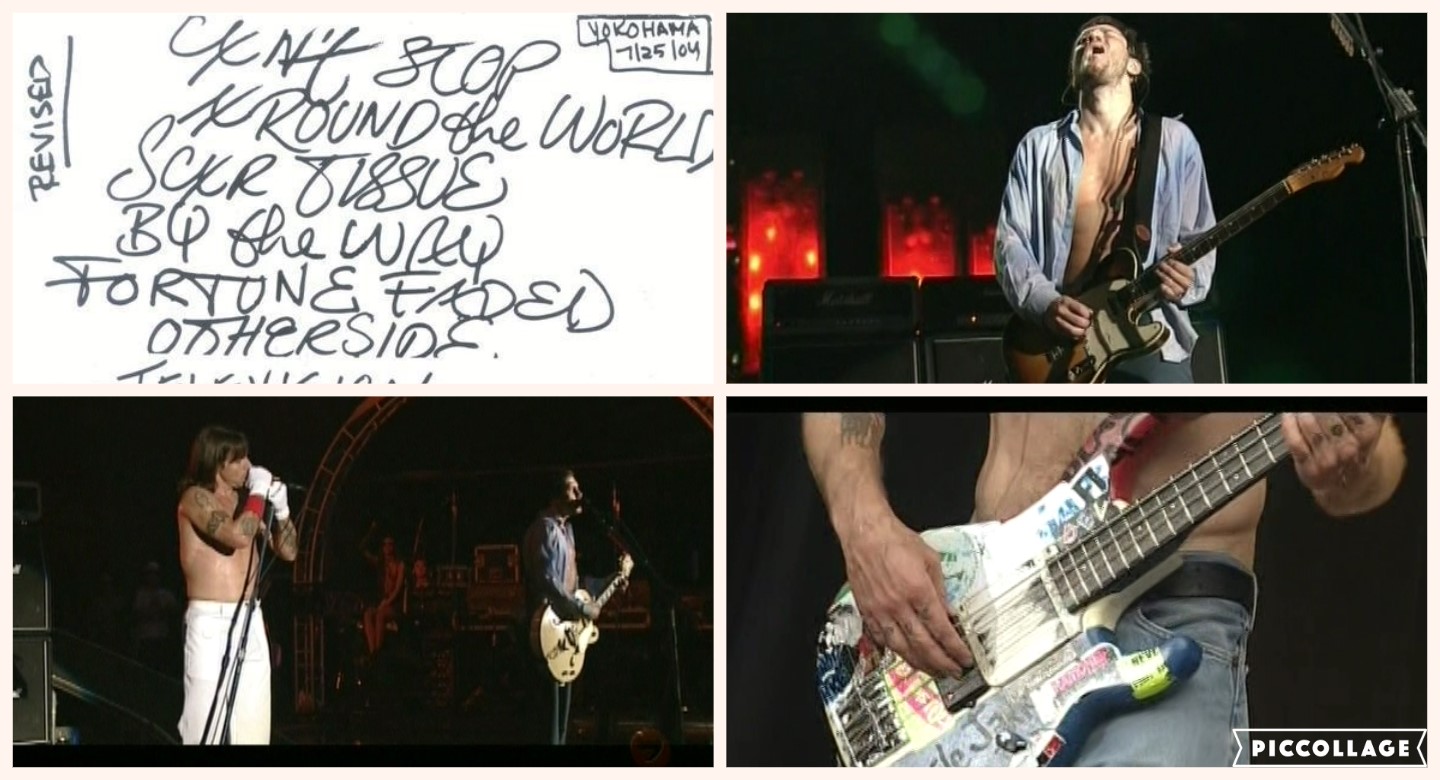 YOKOHAMA
7/25/04
REVISED
CAN'T STOP
AROUND the WORLD
SCAR TISSUE
BY the WAY
FORTUNE FADED
OTHERSIDE.
TELEVISION
Marshall
PICCOLLAGE